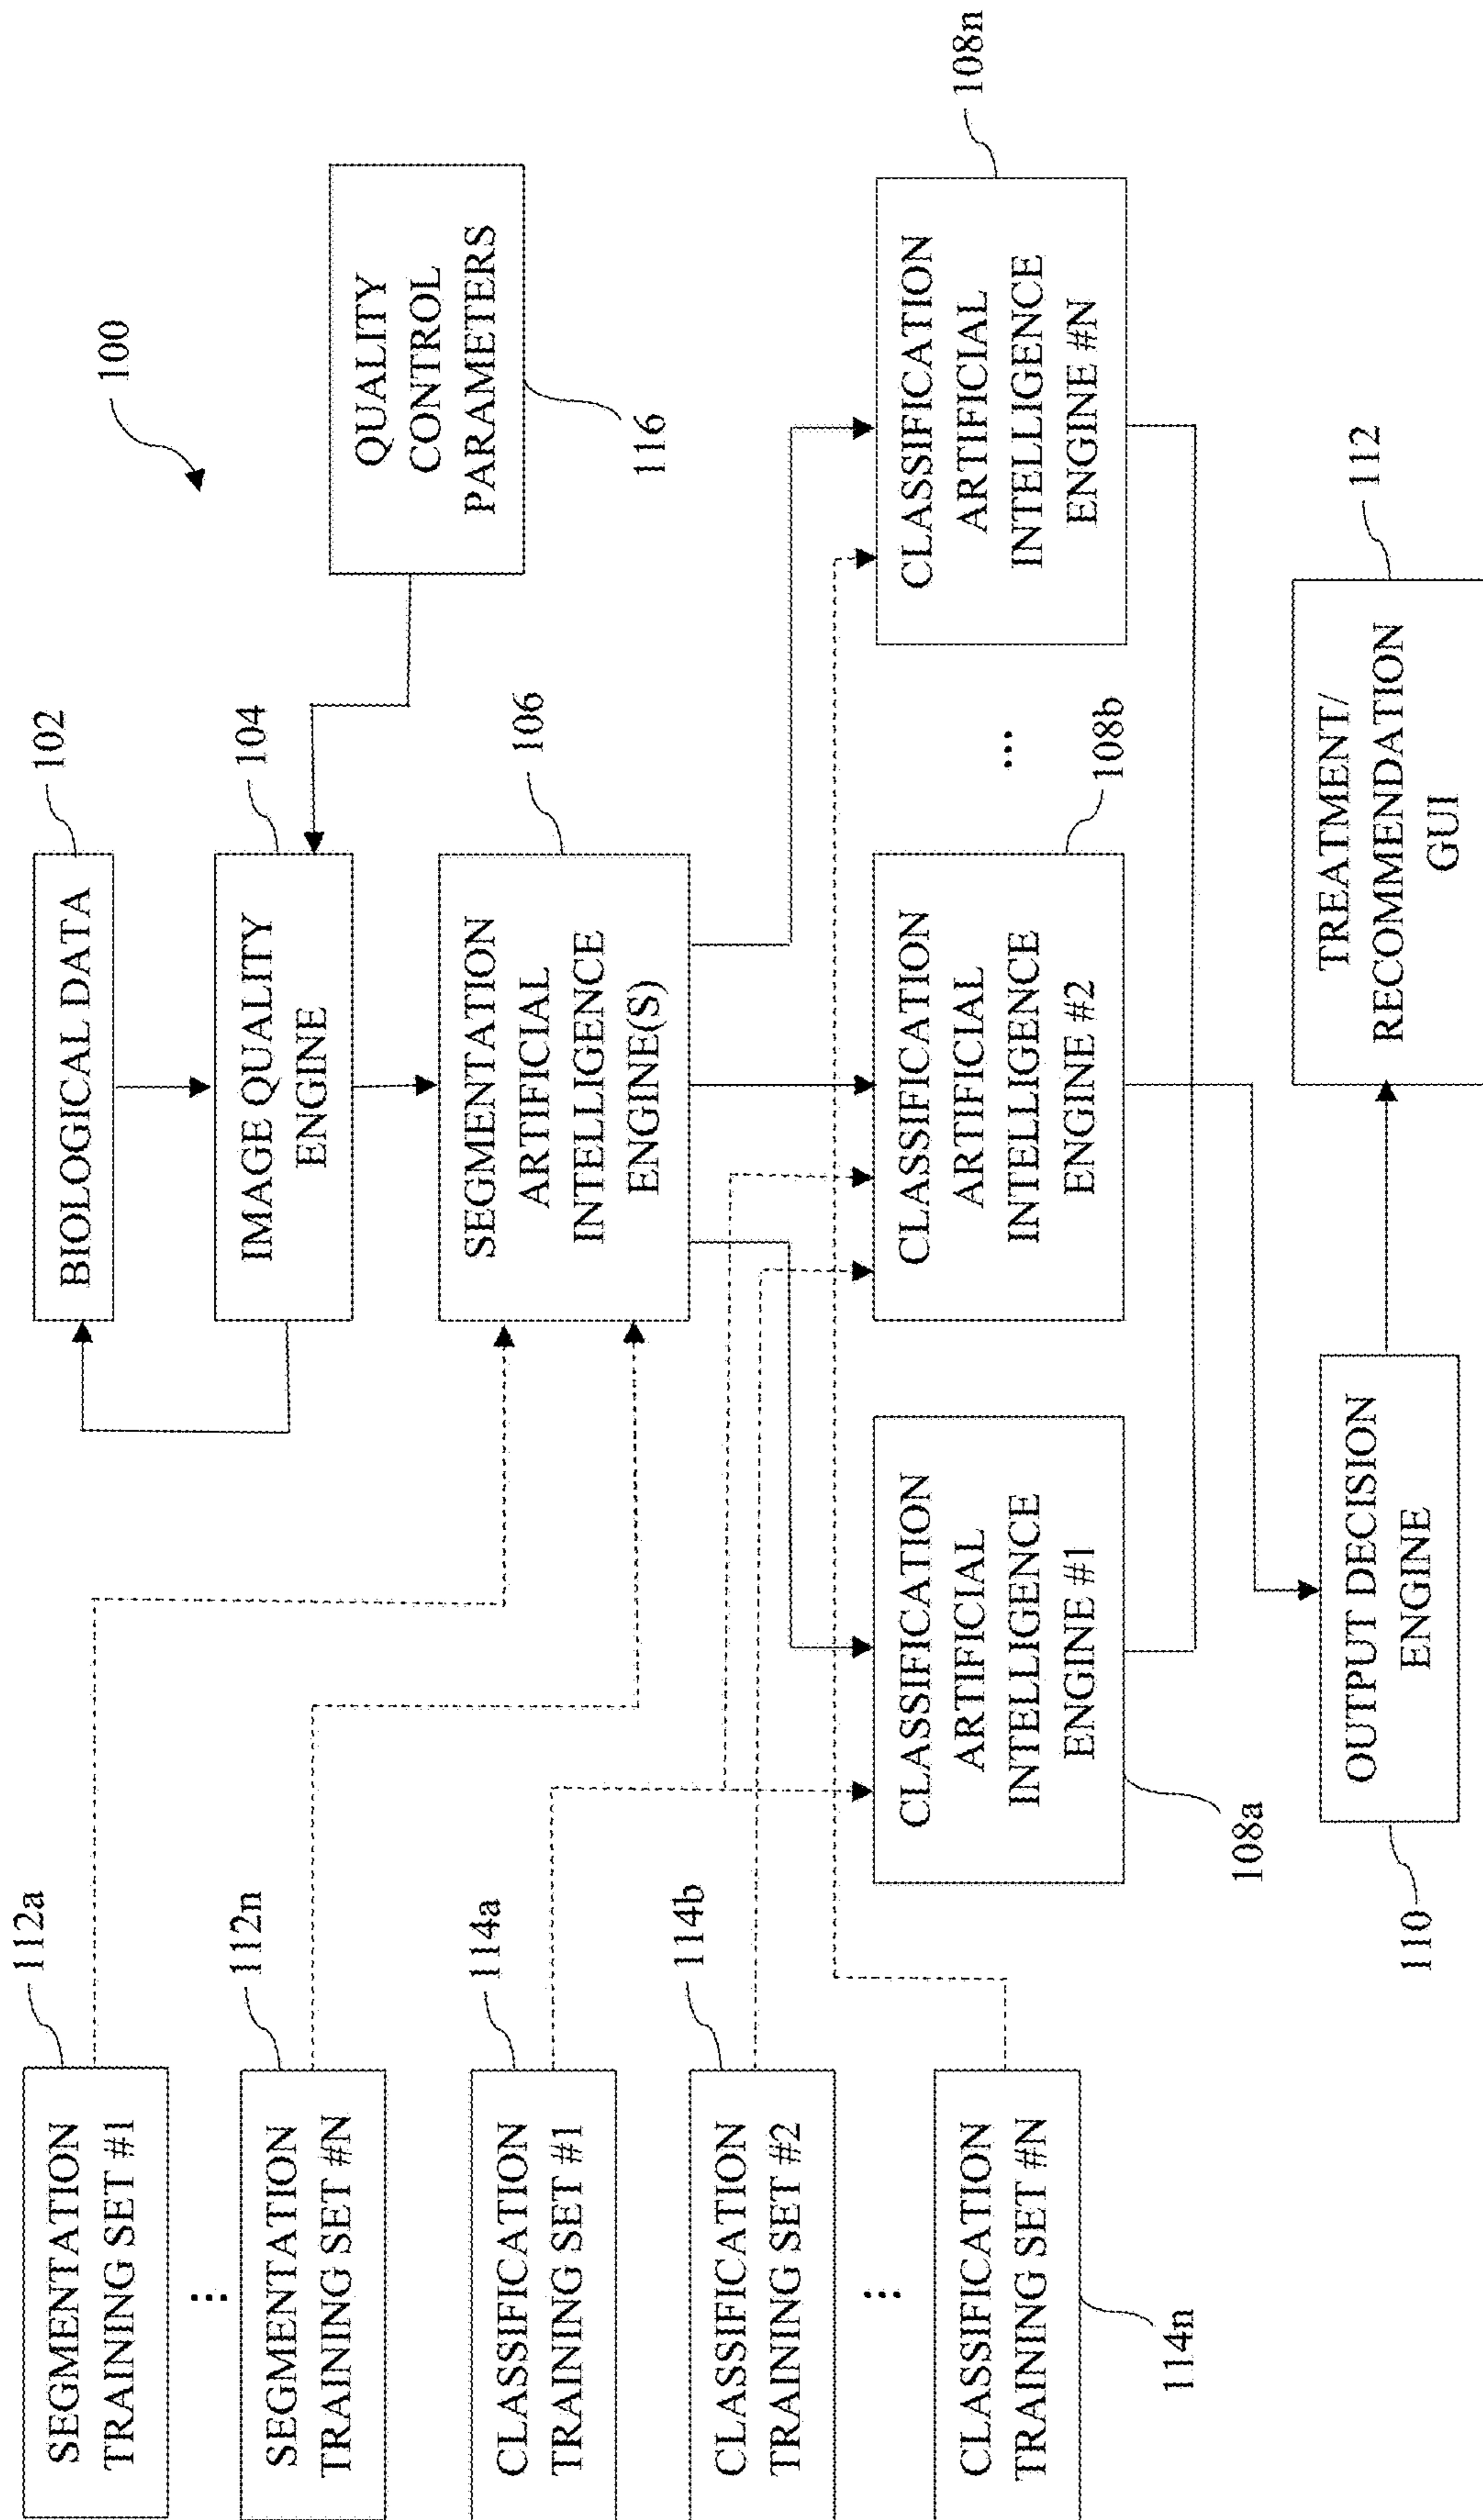 100
102
BIOLOGICAL DATA
104
IMAGE QUALITY
ENGINE
QUALITY
CONTROL
PARAMETERS
116
106
SEGMENTATION
ARTIFICIAL
INTELLIGENCE
ENGINE(S)
112a
SEGMENTATION
TRAINING SET #1
...
112n
SEGMENTATION
TRAINING SET #N
114a
CLASSIFICATION
TRAINING SET #1
114b
CLASSIFICATION
TRAINING SET #2
...
CLASSIFICATION
TRAINING SET #N
114n
CLASSIFICATION
ARTIFICIAL
INTELLIGENCE
ENGINE #1
108a
CLASSIFICATION
ARTIFICIAL
INTELLIGENCE
ENGINE #2
108b
...
CLASSIFICATION
ARTIFICIAL
INTELLIGENCE
ENGINE #N
108n
OUTPUT DECISION
ENGINE
110
TREATMENT/
RECOMMENDATION
GUI
112